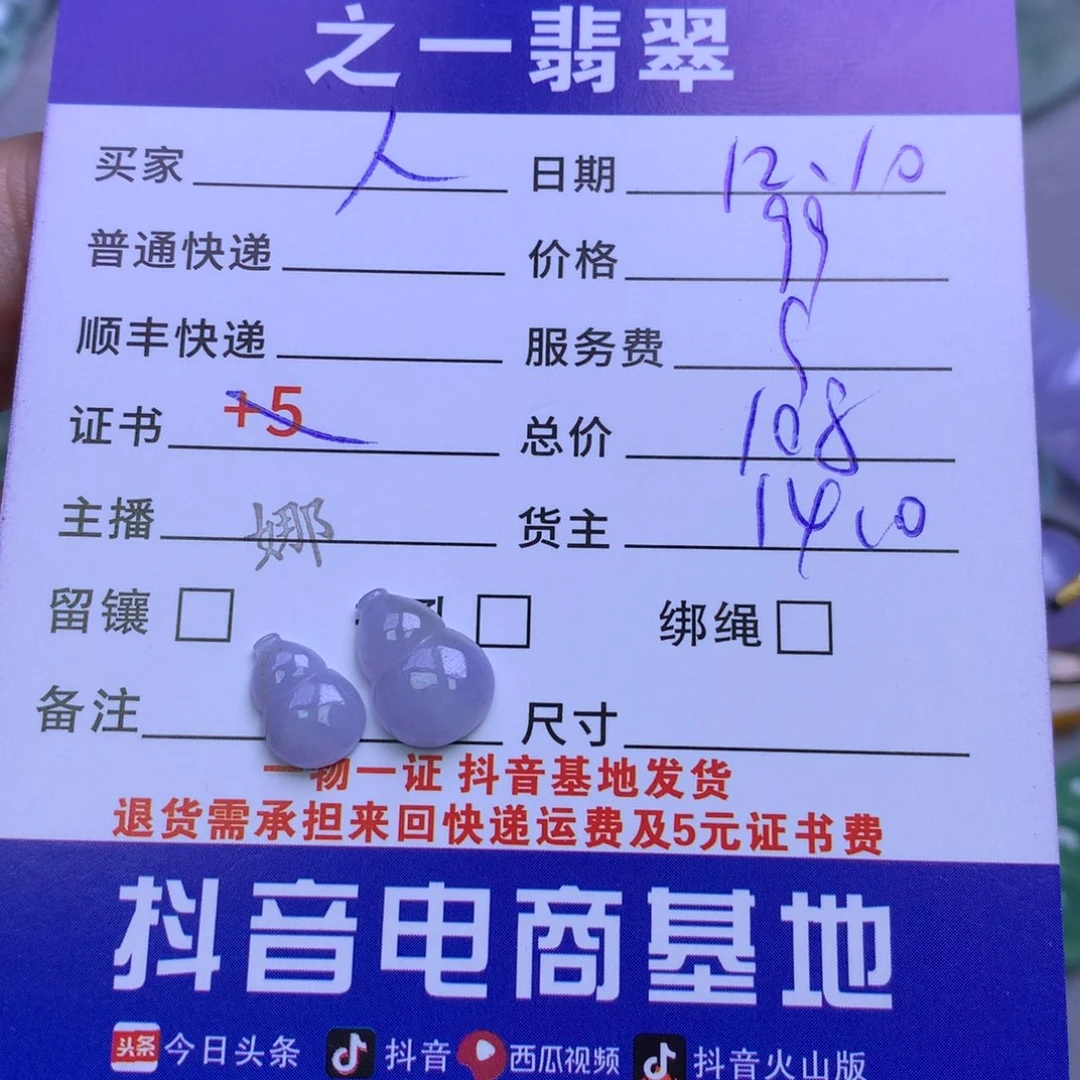 之一翡翠
买家 人 日期 12、10
普通快递 价格 99
顺丰快递 服务费 5
证书 +5 总价 108
主播 娜 货主 1410
留镶 孔 绑绳
备注 尺寸
一物一证 抖音基地发货
退货需承担来回快递运费及5元证书费
抖音电商基地
头条 今日头条 抖音 西瓜视频 抖音火山版